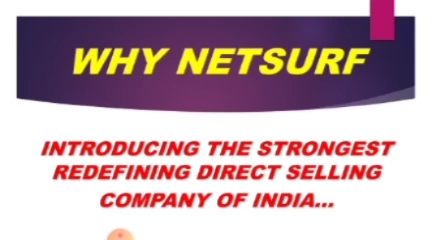 WHY NETSURF
INTRODUCING THE STRONGEST
REDEFINING DIRECT SELLING
COMPANY OF INDIA...